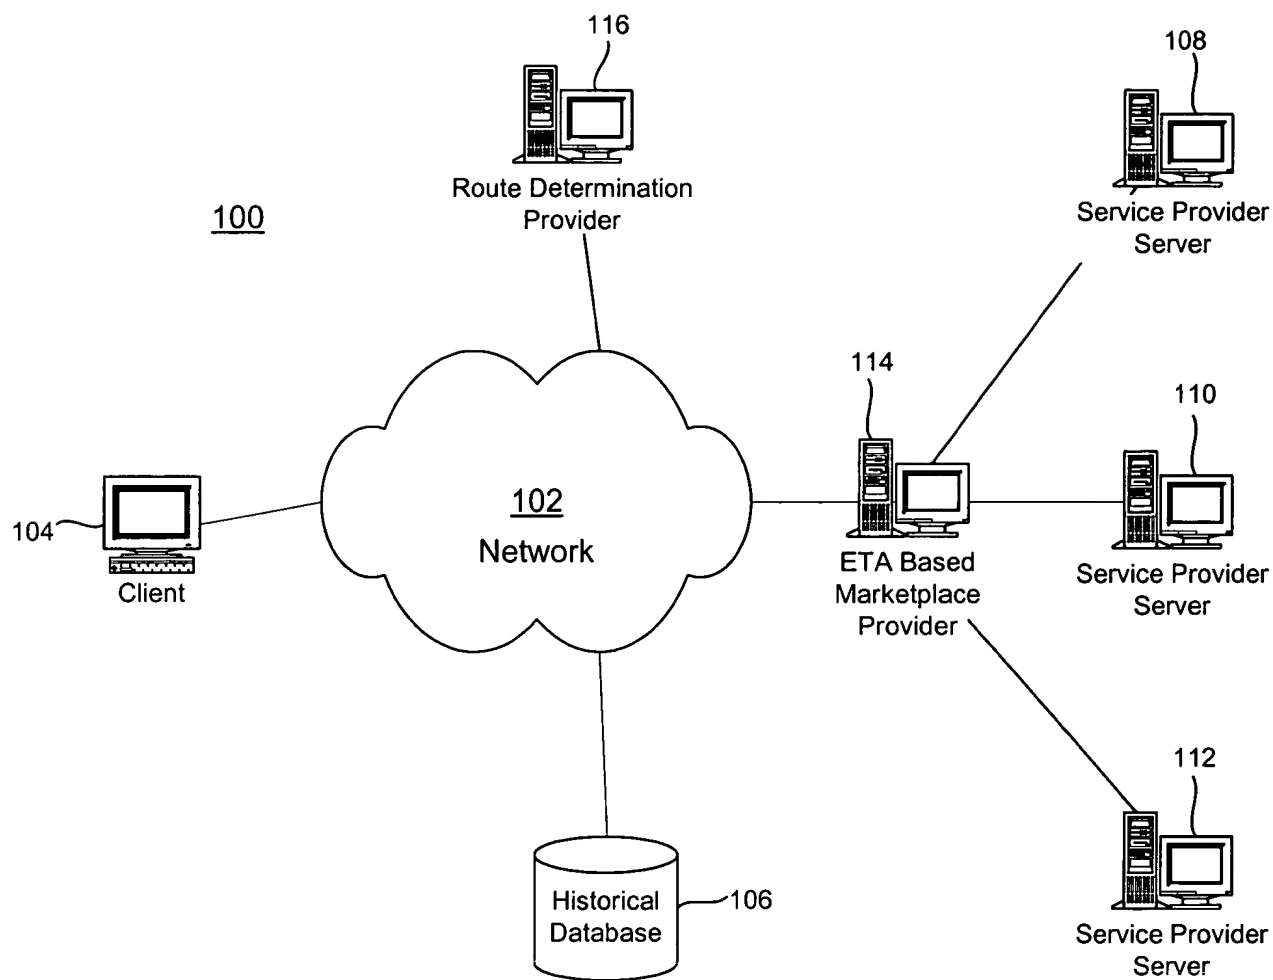 116
Route Determination
Provider
108
Service Provider
Server
100
114
ETA Based
Marketplace
Provider
110
Service Provider
Server
104
Client
102
Network
112
Service Provider
Server
Historical
Database
106